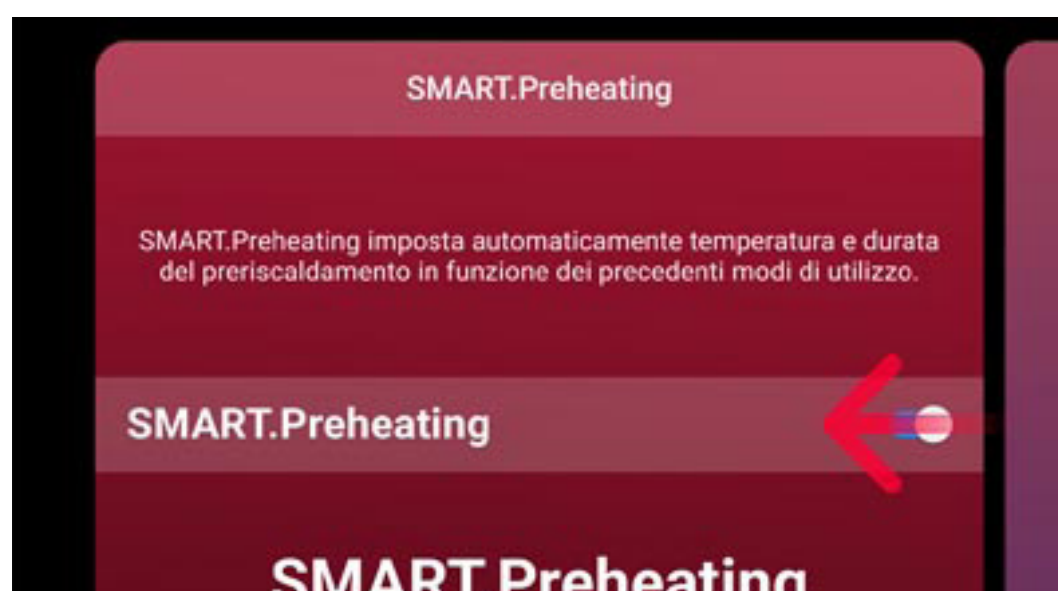 SMART.Preheating
SMART.Preheating imposta automaticamente temperatura e durata
del preriscaldamento in funzione dei precedenti modi di utilizzo.
SMART.Preheating
SMART.Preheating